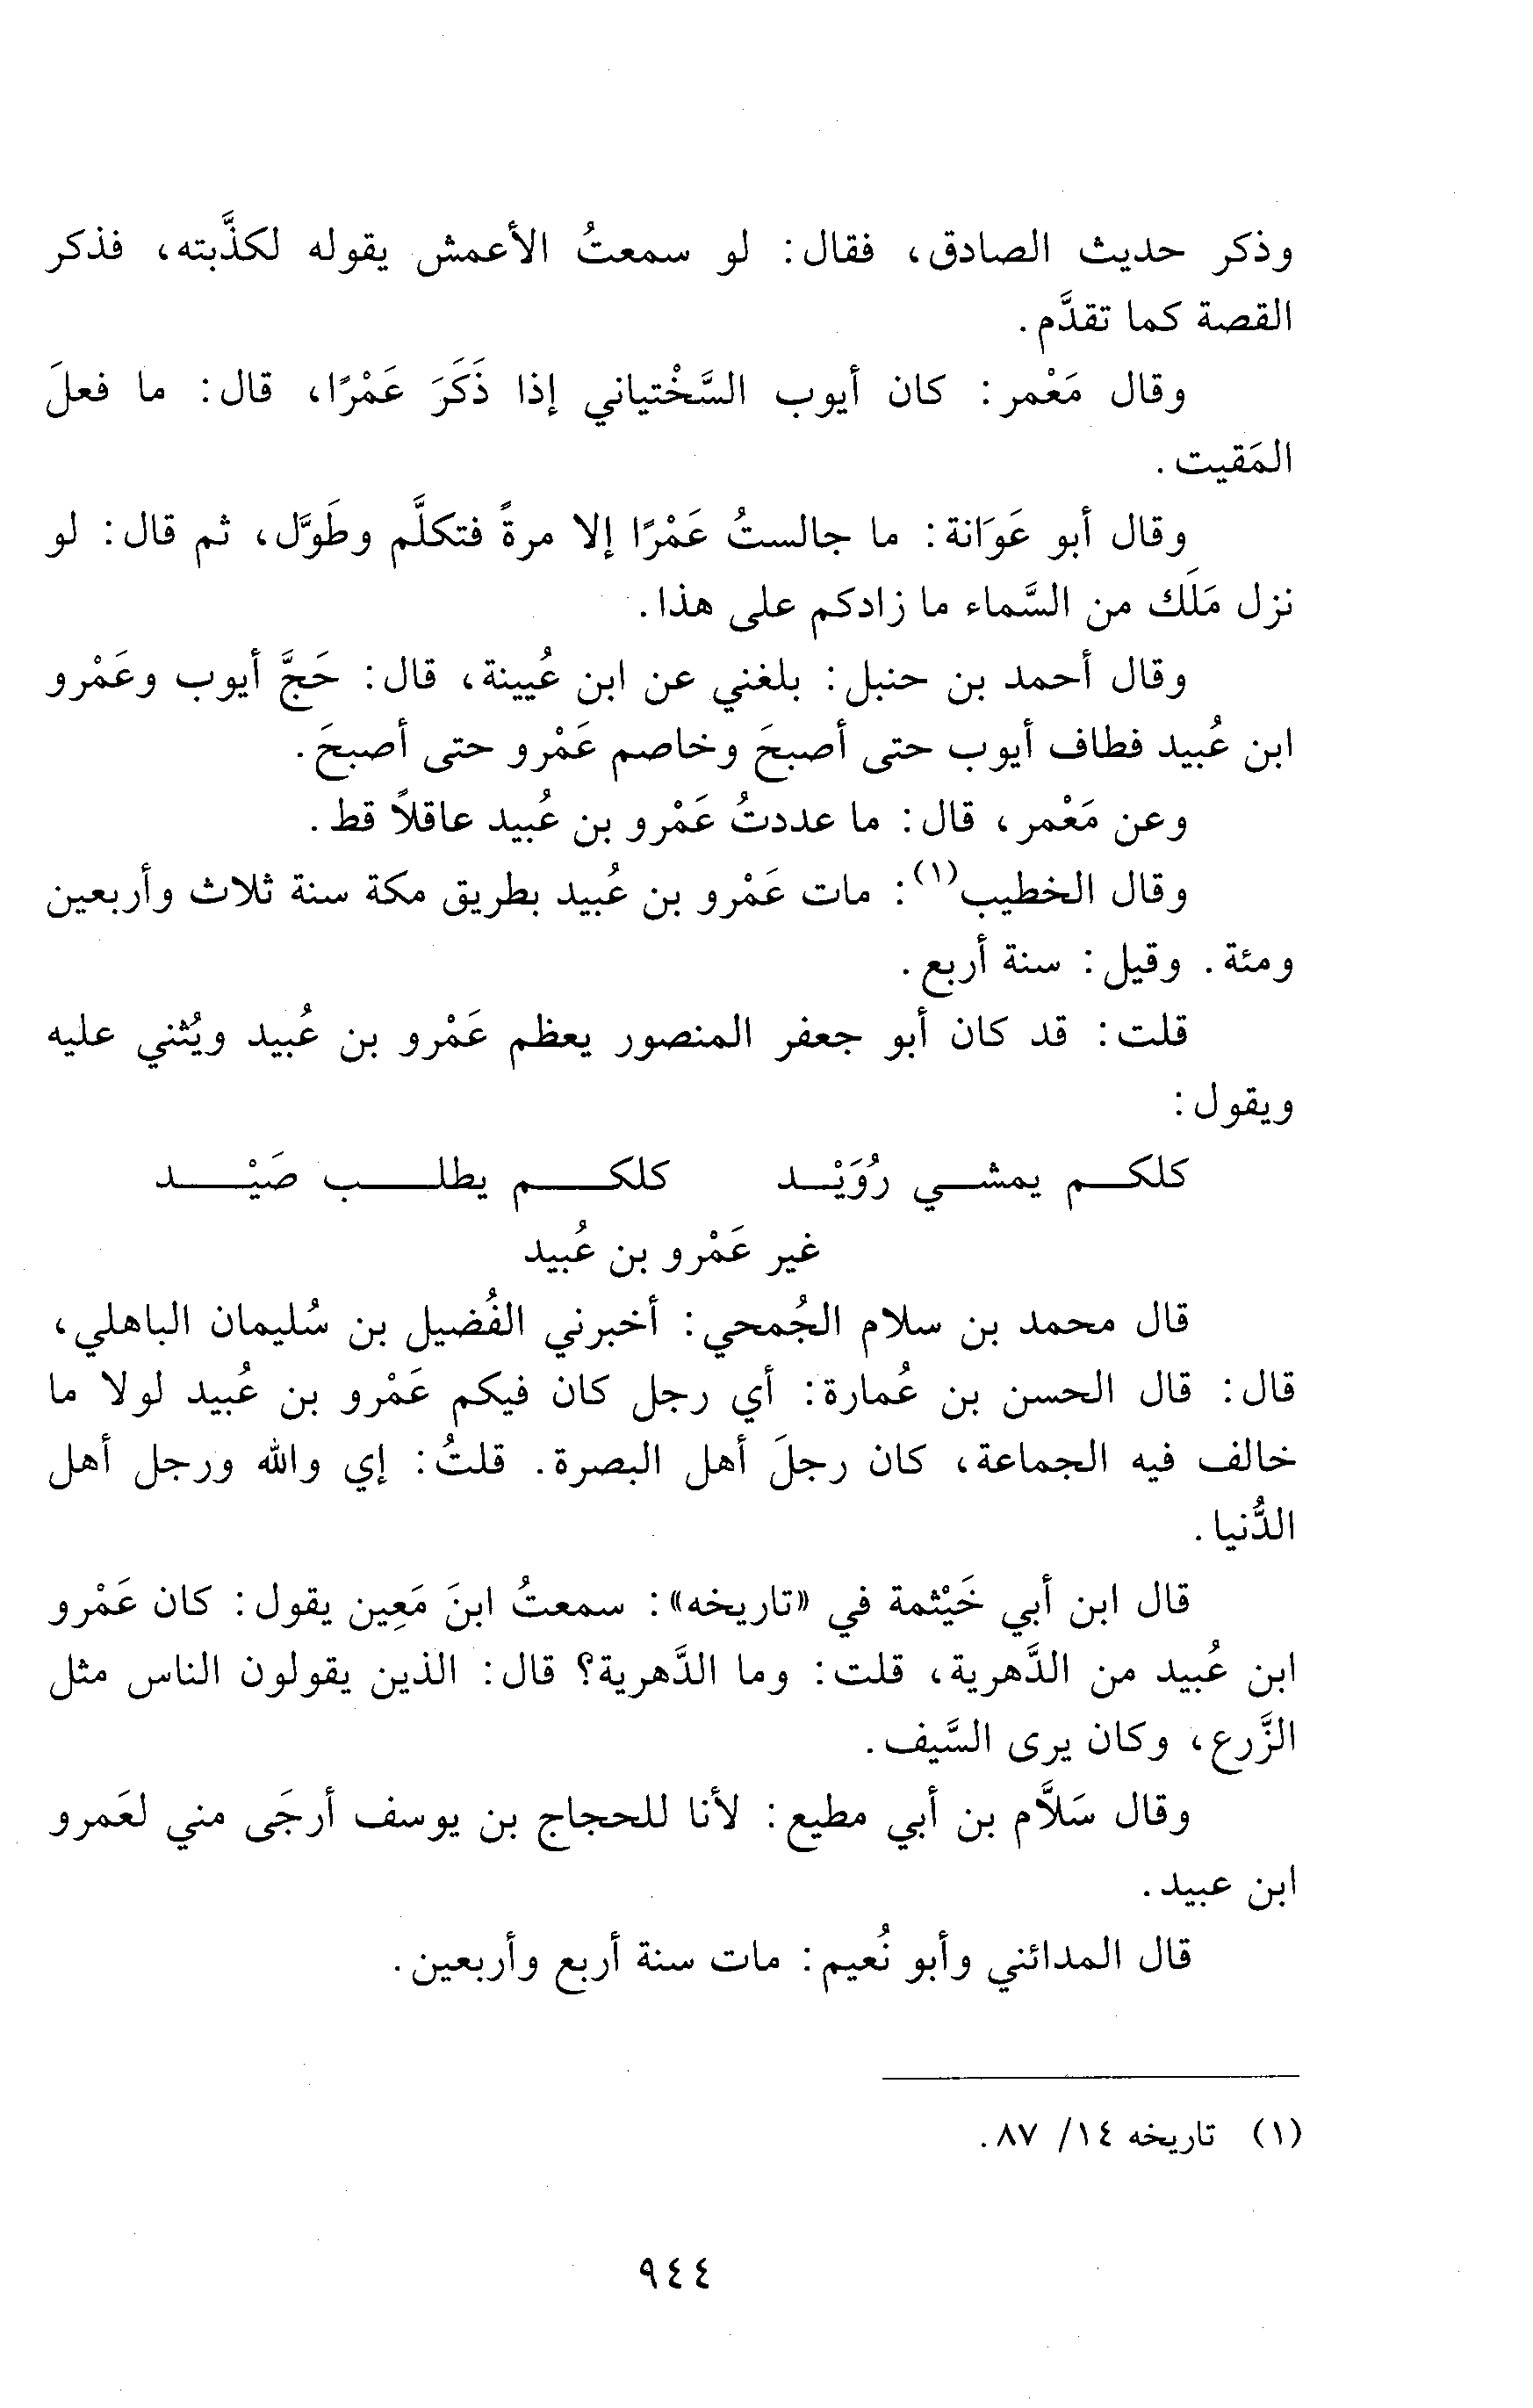 وذكر حديث الصادق، فقال: لو سمعتُ الأعمش يقوله لكذَّبته، فذكر
القصة كما تقدَّم.
وقال مَعْمر: كان أيوب السَّخْتياني إذا ذَكَرَ عَمْرًا، قال: ما فعلَ
المَقيت.
وقال أبو عَوَانة: ما جالستُ عَمْرًا إلا مرةً فتكلَّم وطَوَّل، ثم قال: لو
نزل مَلَك من السَّماء ما زادكم على هذا.
وقال أحمد بن حنبل: بلغني عن ابن عُيينة، قال: حَجَّ أيوب وعَمْرو
ابن عُبيد فطاف أيوب حتى أصبحَ وخاصم عَمْرو حتى أصبحَ.
وعن مَعْمر، قال: ما عددتُ عَمْرو بن عُبيد عاقلاً قط.
وقال الخطيب(١): مات عَمْرو بن عُبيد بطريق مكة سنة ثلاث وأربعين
ومئة. وقيل: سنة أربع.
قلت: قد كان أبو جعفر المنصور يعظم عَمْرو بن عُبيد ويُثني عليه
ويقول:
كلكم يمشي رُوَيْد كلكم يطلب صَيْد
غير عَمْرو بن عُبيد
قال محمد بن سلام الجُمحي: أخبرني الفُضيل بن سُليمان الباهلي،
قال: قال الحسن بن عُمارة: أي رجل كان فيكم عَمْرو بن عُبيد لولا ما
خالف فيه الجماعة، كان رجلَ أهل البصرة. قلتُ: إي والله ورجل أهل
الدُّنيا.
قال ابن أبي خَيْثمة في «تاريخه»: سمعتُ ابنَ مَعِين يقول: كان عَمْرو
ابن عُبيد من الدَّهرية، قلت: وما الدَّهرية؟ قال: الذين يقولون الناس مثل
الزَّرع، وكان يرى السَّيف.
وقال سَلاَّم بن أبي مطيع: لأنا للحجاج بن يوسف أرجَى مني لعَمرو
ابن عبيد.
قال المدائني وأبو نُعيم: مات سنة أربع وأربعين.
(١) تاريخه ١٤/ ٨٧.
٩٤٤